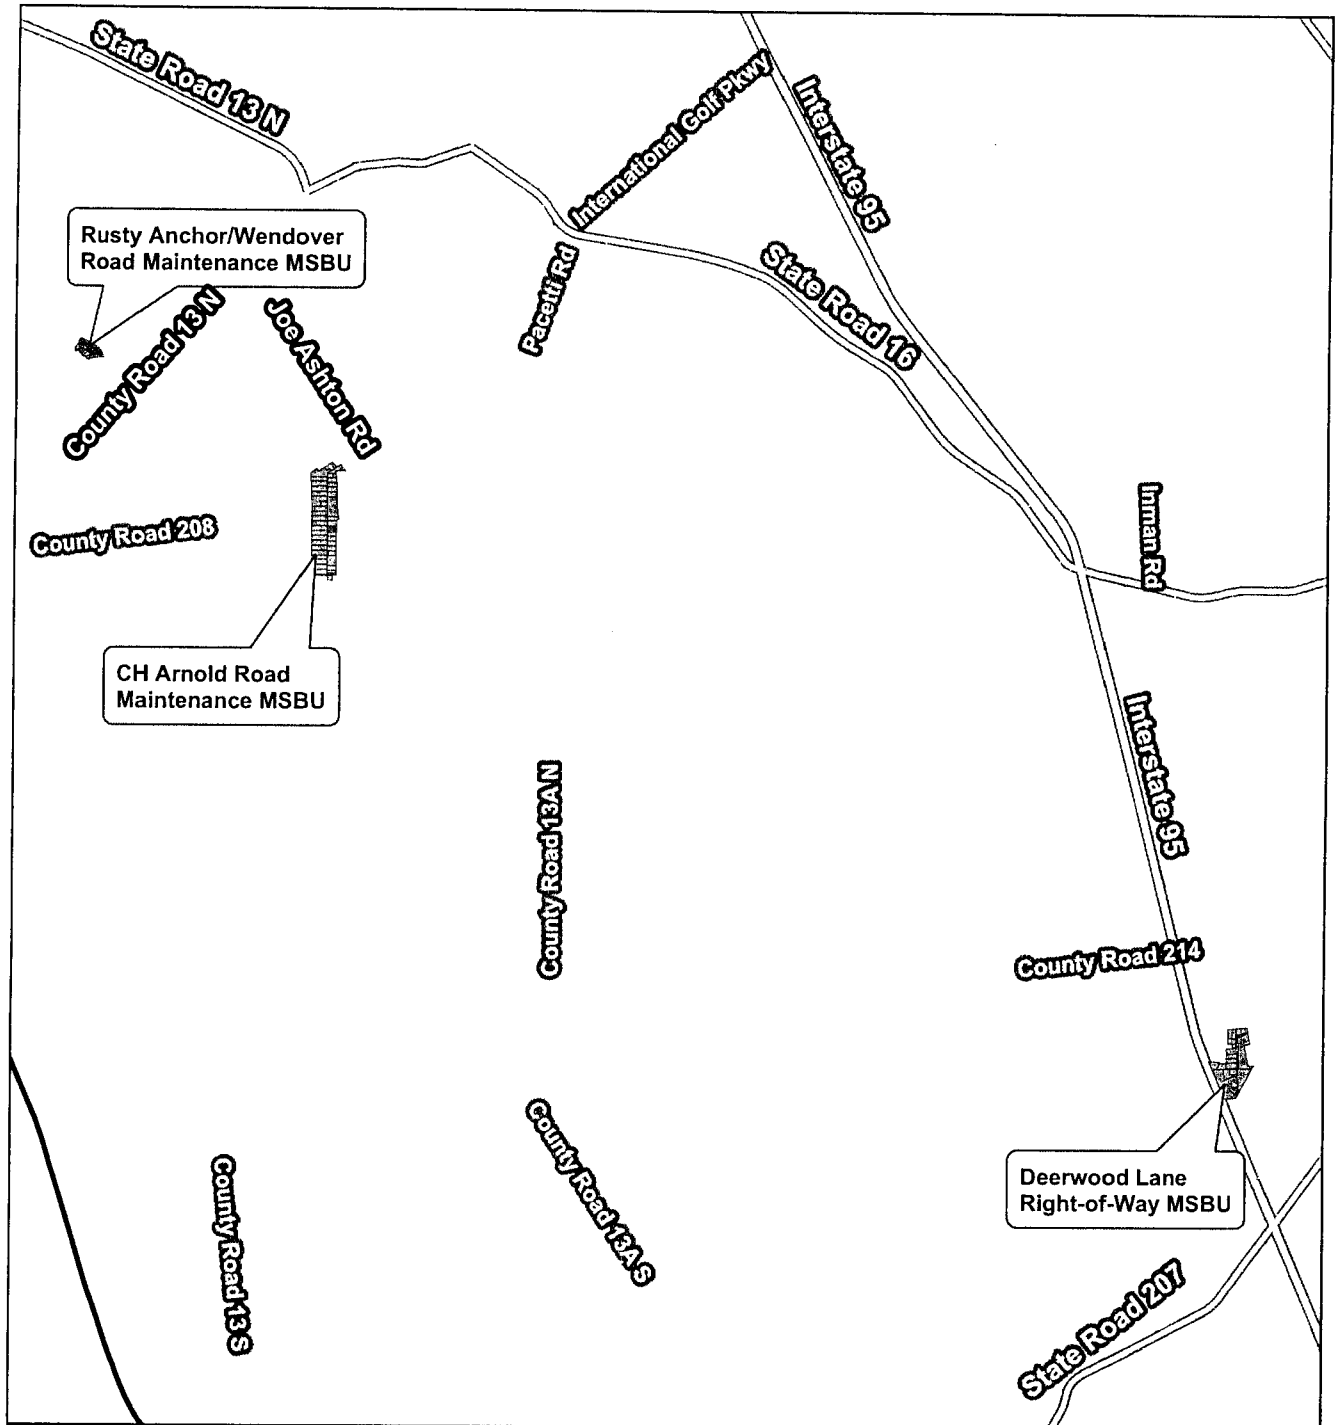 State Road 13 N
International Golf Pkwy
Interstate 95
Rusty Anchor/Wendover
Road Maintenance MSBU
Pacetti Rd
State Road 16
County Road 13 N
Joe Ashton Rd
County Road 208
Inman Rd
CH Arnold Road
Maintenance MSBU
Interstate 95
County Road 13A N
County Road 214
County Road 13A S
County Road 13 S
Deerwood Lane
Right-of-Way MSBU
State Road 207